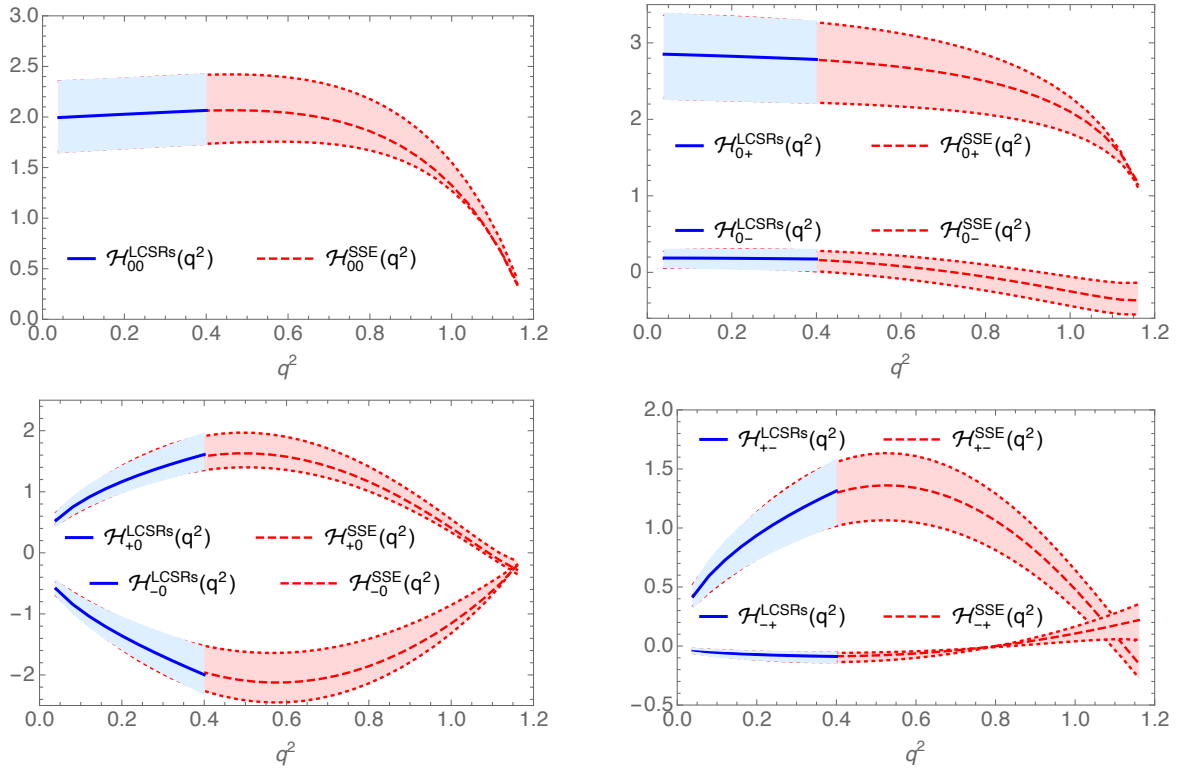 3.0
2.5
2.0
1.5
1.0
0.5
0.0
ℋ₀₀^LCSRs(q²) ℋ₀₀^SSE(q²)
0.0 0.2 0.4 0.6 0.8 1.0 1.2
q²
3
2
1
0
ℋ₀₊^LCSRs(q²) ℋ₀₊^SSE(q²)
ℋ₀₋^LCSRs(q²) ℋ₀₋^SSE(q²)
0.0 0.2 0.4 0.6 0.8 1.0 1.2
q²
2
1
0
−1
−2
ℋ₊₀^LCSRs(q²) ℋ₊₀^SSE(q²)
ℋ₋₀^LCSRs(q²) ℋ₋₀^SSE(q²)
0.0 0.2 0.4 0.6 0.8 1.0 1.2
q²
2.0
1.5
1.0
0.5
0.0
−0.5
ℋ₊₋^LCSRs(q²) ℋ₊₋^SSE(q²)
ℋ₋₊^LCSRs(q²) ℋ₋₊^SSE(q²)
0.0 0.2 0.4 0.6 0.8 1.0 1.2
q²